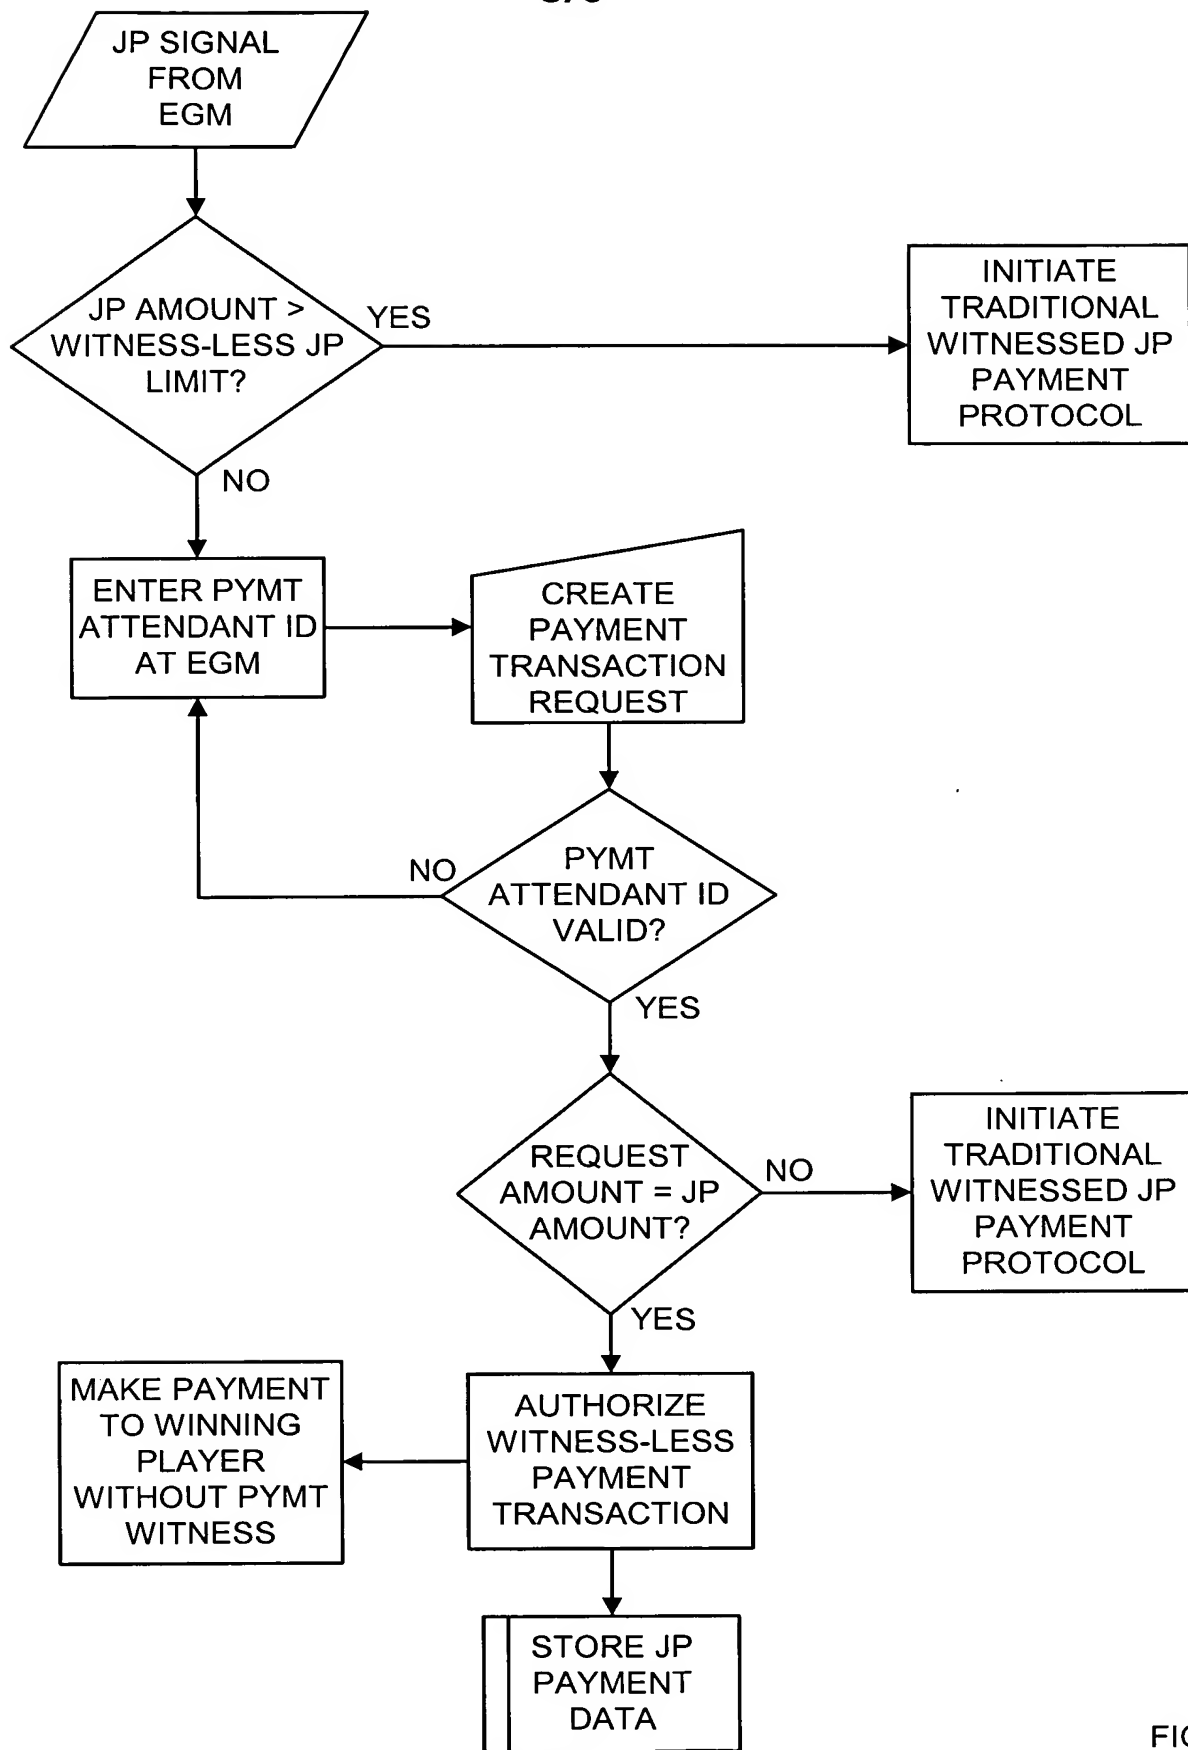 JP SIGNAL
FROM
EGM
JP AMOUNT >
WITNESS-LESS JP
LIMIT?
YES
INITIATE
TRADITIONAL
WITNESSED JP
PAYMENT
PROTOCOL
NO
ENTER PYMT
ATTENDANT ID
AT EGM
CREATE
PAYMENT
TRANSACTION
REQUEST
NO
PYMT
ATTENDANT ID
VALID?
YES
REQUEST
AMOUNT = JP
AMOUNT?
NO
INITIATE
TRADITIONAL
WITNESSED JP
PAYMENT
PROTOCOL
YES
MAKE PAYMENT
TO WINNING
PLAYER
WITHOUT PYMT
WITNESS
AUTHORIZE
WITNESS-LESS
PAYMENT
TRANSACTION
STORE JP
PAYMENT
DATA